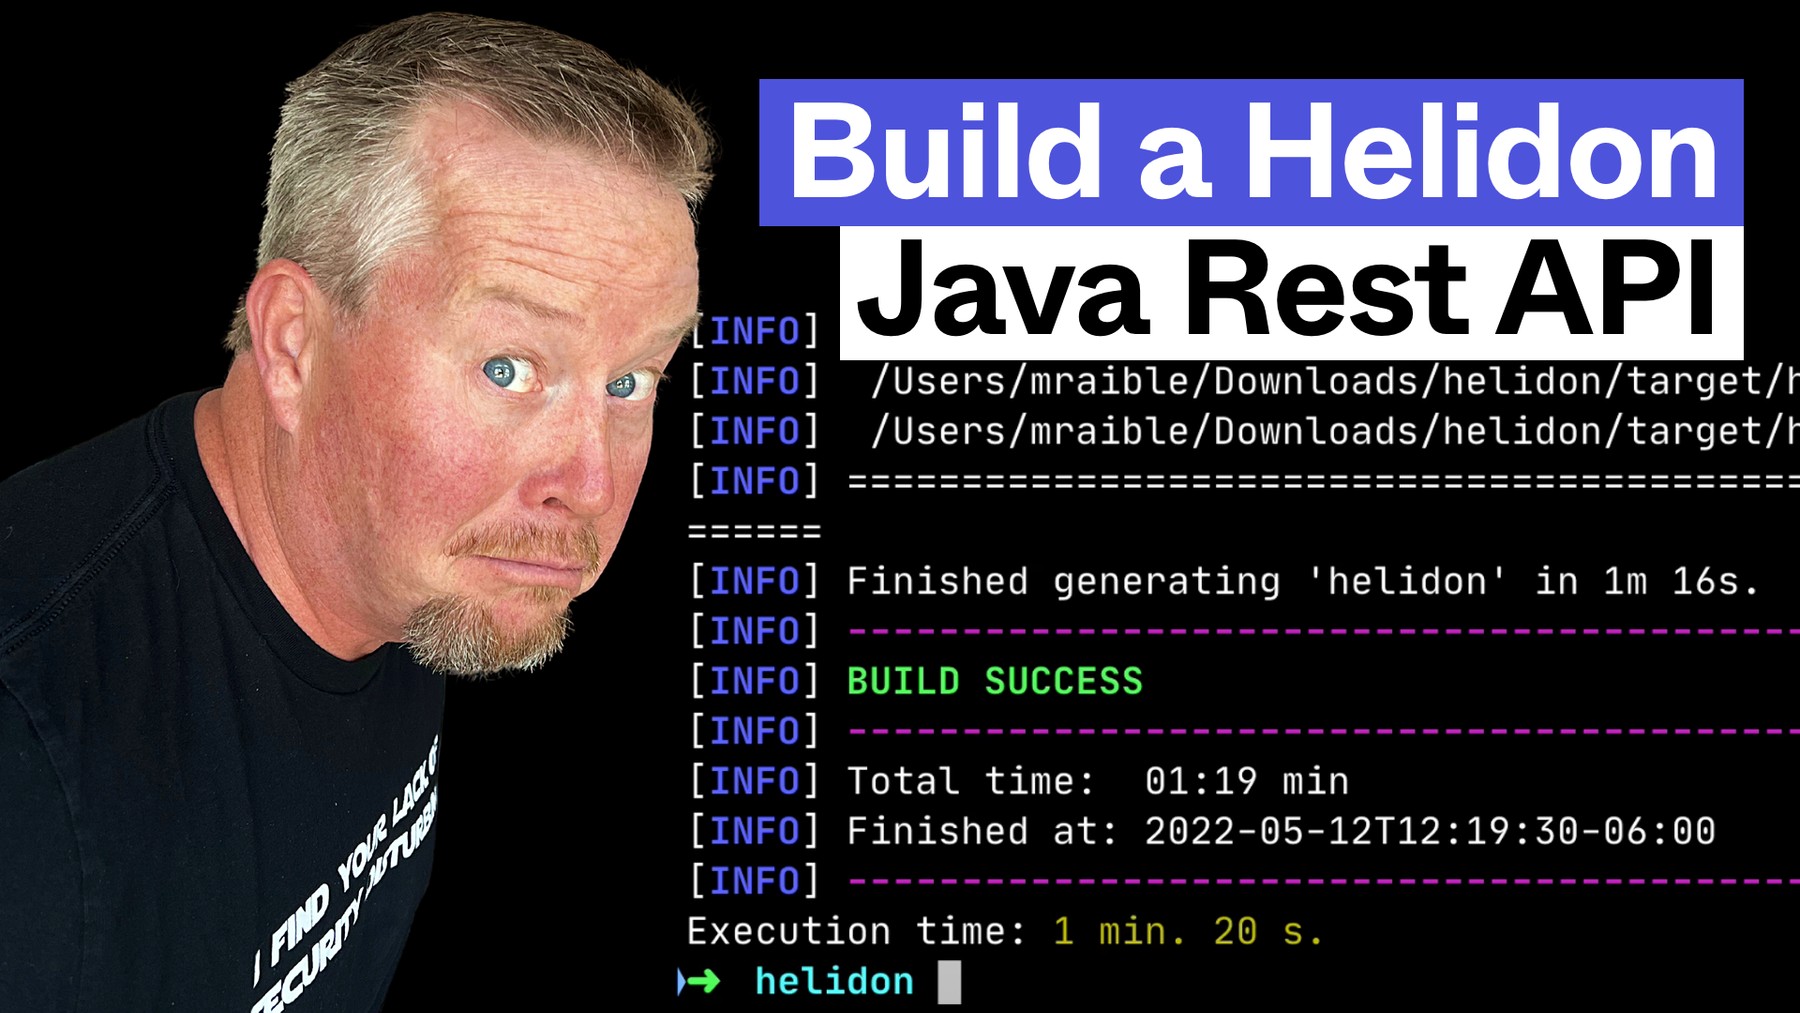 Build a Helidon
Java Rest API
[INFO]
[INFO] /Users/mraible/Downloads/helidon/target/h
[INFO] /Users/mraible/Downloads/helidon/target/h
[INFO] ==========================================
======
[INFO] Finished generating 'helidon' in 1m 16s.
[INFO] ------------------------------------------
[INFO] BUILD SUCCESS
[INFO] ------------------------------------------
[INFO] Total time: 01:19 min
[INFO] Finished at: 2022-05-12T12:19:30-06:00
[INFO] ------------------------------------------
Execution time: 1 min. 20 s.
➜ helidon
I FIND YOUR LACK OF
SECURITY DISTURBIN